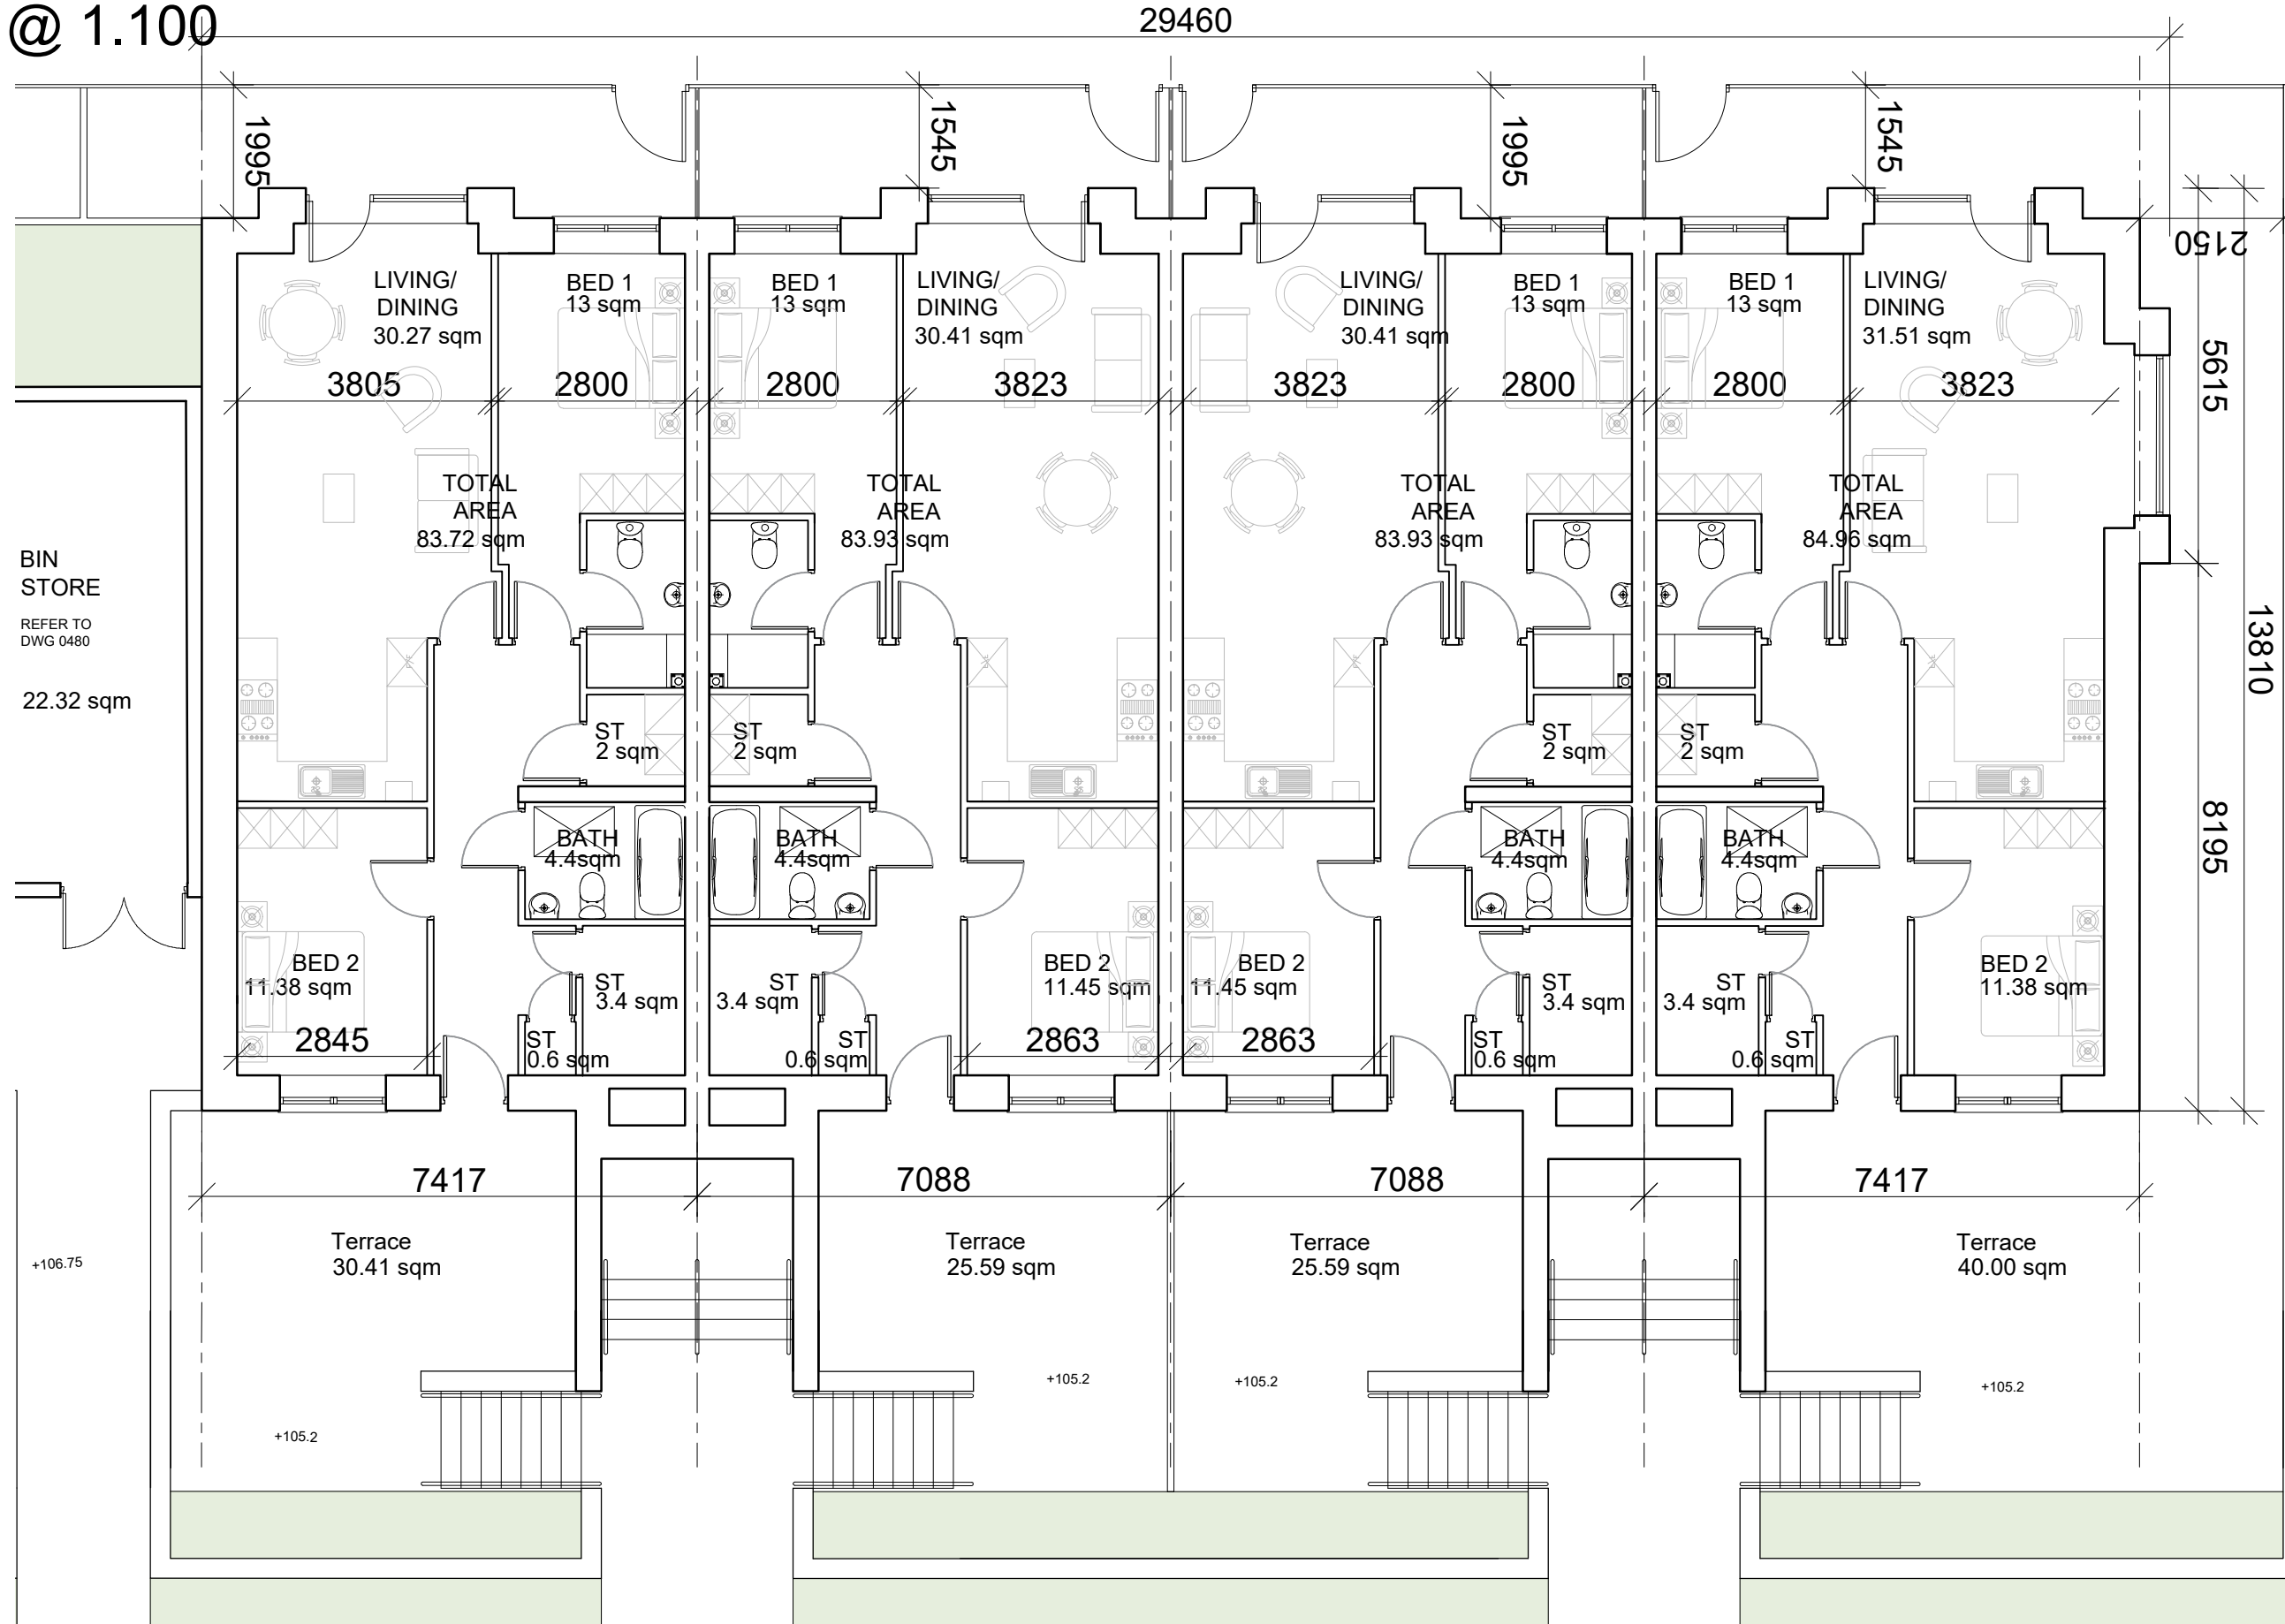 @ 1.100
29460
1995
1545
1995
1545
2150
LIVING/
DINING
30.27 sqm
BED 1
13 sqm
BED 1
13 sqm
LIVING/
DINING
30.41 sqm
LIVING/
DINING
30.41 sqm
BED 1
13 sqm
BED 1
13 sqm
LIVING/
DINING
31.51 sqm
3805
2800
2800
3823
3823
2800
2800
3823
5615
TOTAL
AREA
83.72 sqm
TOTAL
AREA
83.93 sqm
TOTAL
AREA
83.93 sqm
TOTAL
AREA
84.96 sqm
BIN
STORE
REFER TO
DWG 0480
22.32 sqm
13810
ST
2 sqm
ST
2 sqm
ST
2 sqm
ST
2 sqm
BATH
4.4sqm
BATH
4.4sqm
BATH
4.4sqm
BATH
4.4sqm
8195
BED 2
11.38 sqm
ST
3.4 sqm
ST
3.4 sqm
BED 2
11.45 sqm
BED 2
11.45 sqm
ST
3.4 sqm
ST
3.4 sqm
BED 2
11.38 sqm
2845
ST
0.6 sqm
ST
0.6 sqm
2863
2863
ST
0.6 sqm
ST
0.6 sqm
7417
7088
7088
7417
Terrace
30.41 sqm
Terrace
25.59 sqm
Terrace
25.59 sqm
Terrace
40.00 sqm
+106.75
+105.2
+105.2
+105.2
+105.2